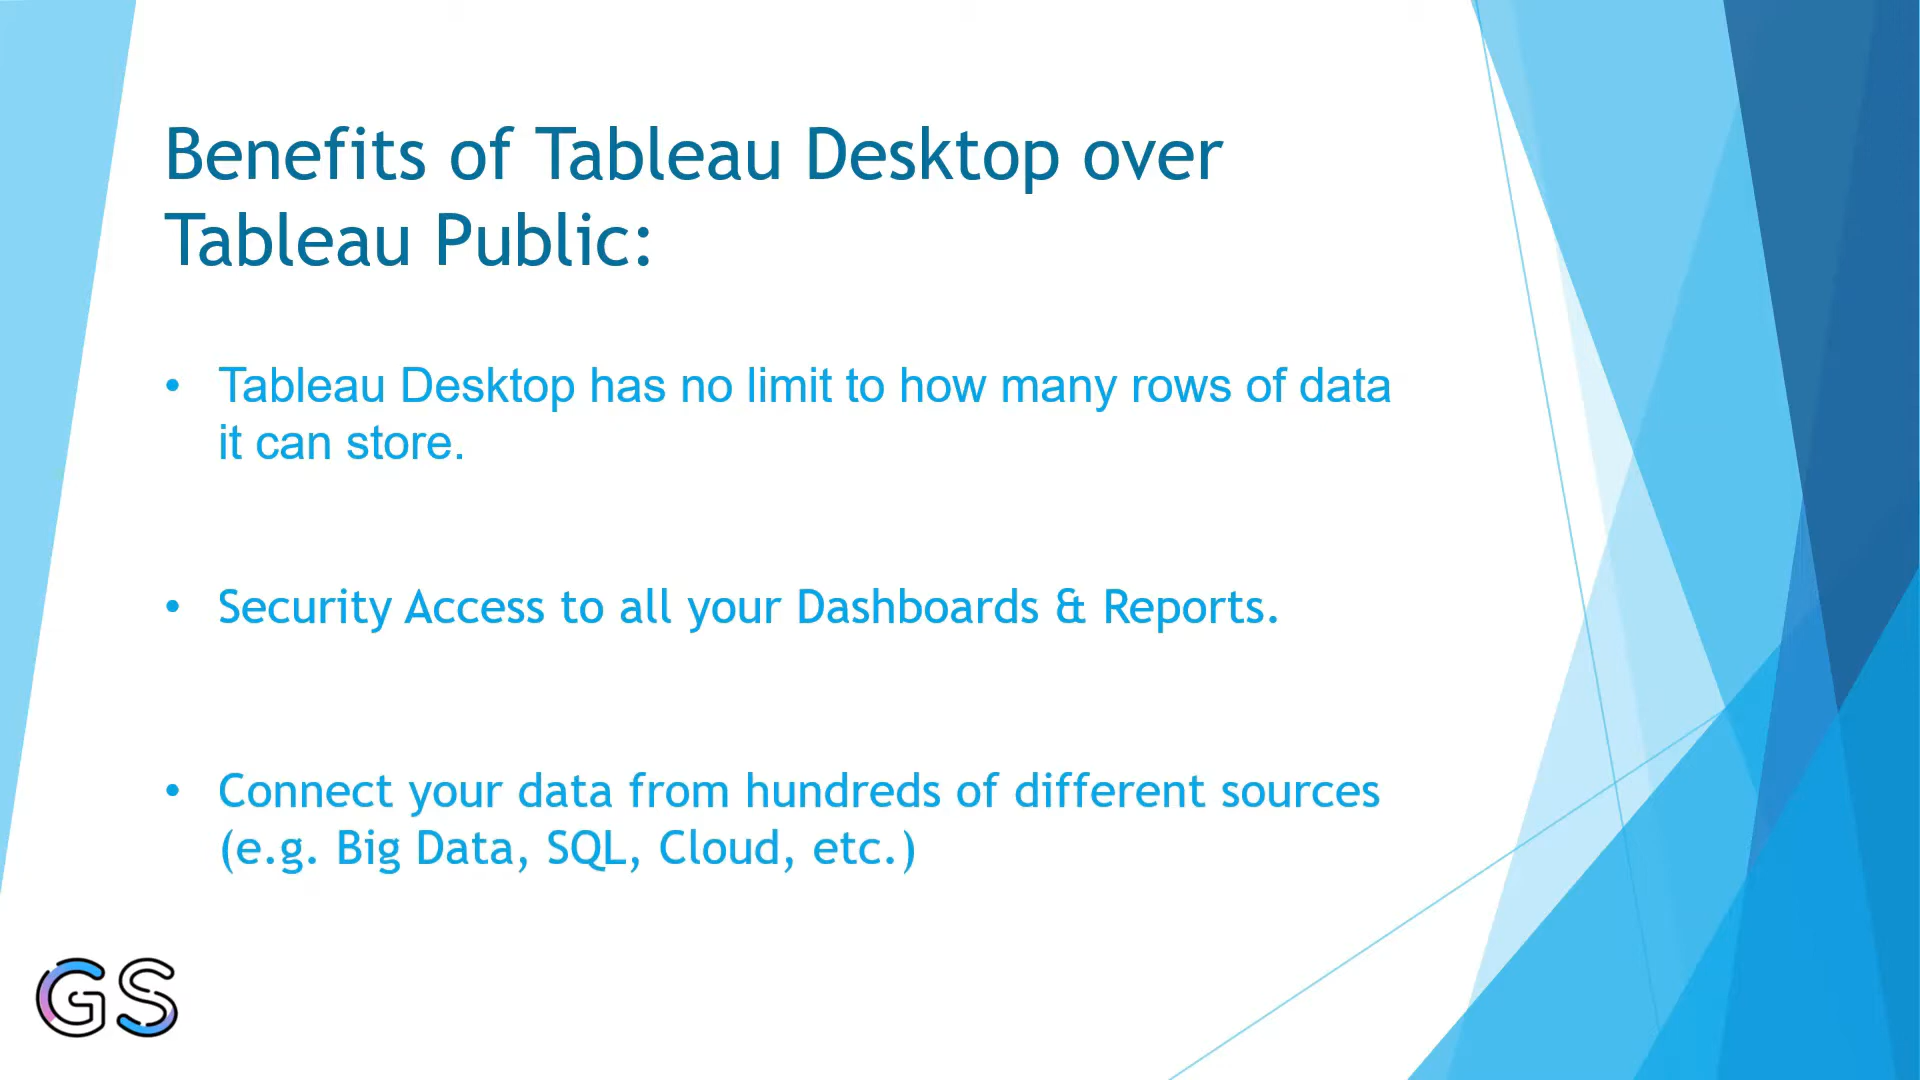 Benefits of Tableau Desktop over
Tableau Public:
• Tableau Desktop has no limit to how many rows of data
it can store.
• Security Access to all your Dashboards & Reports.
• Connect your data from hundreds of different sources
(e.g. Big Data, SQL, Cloud, etc.)
GS